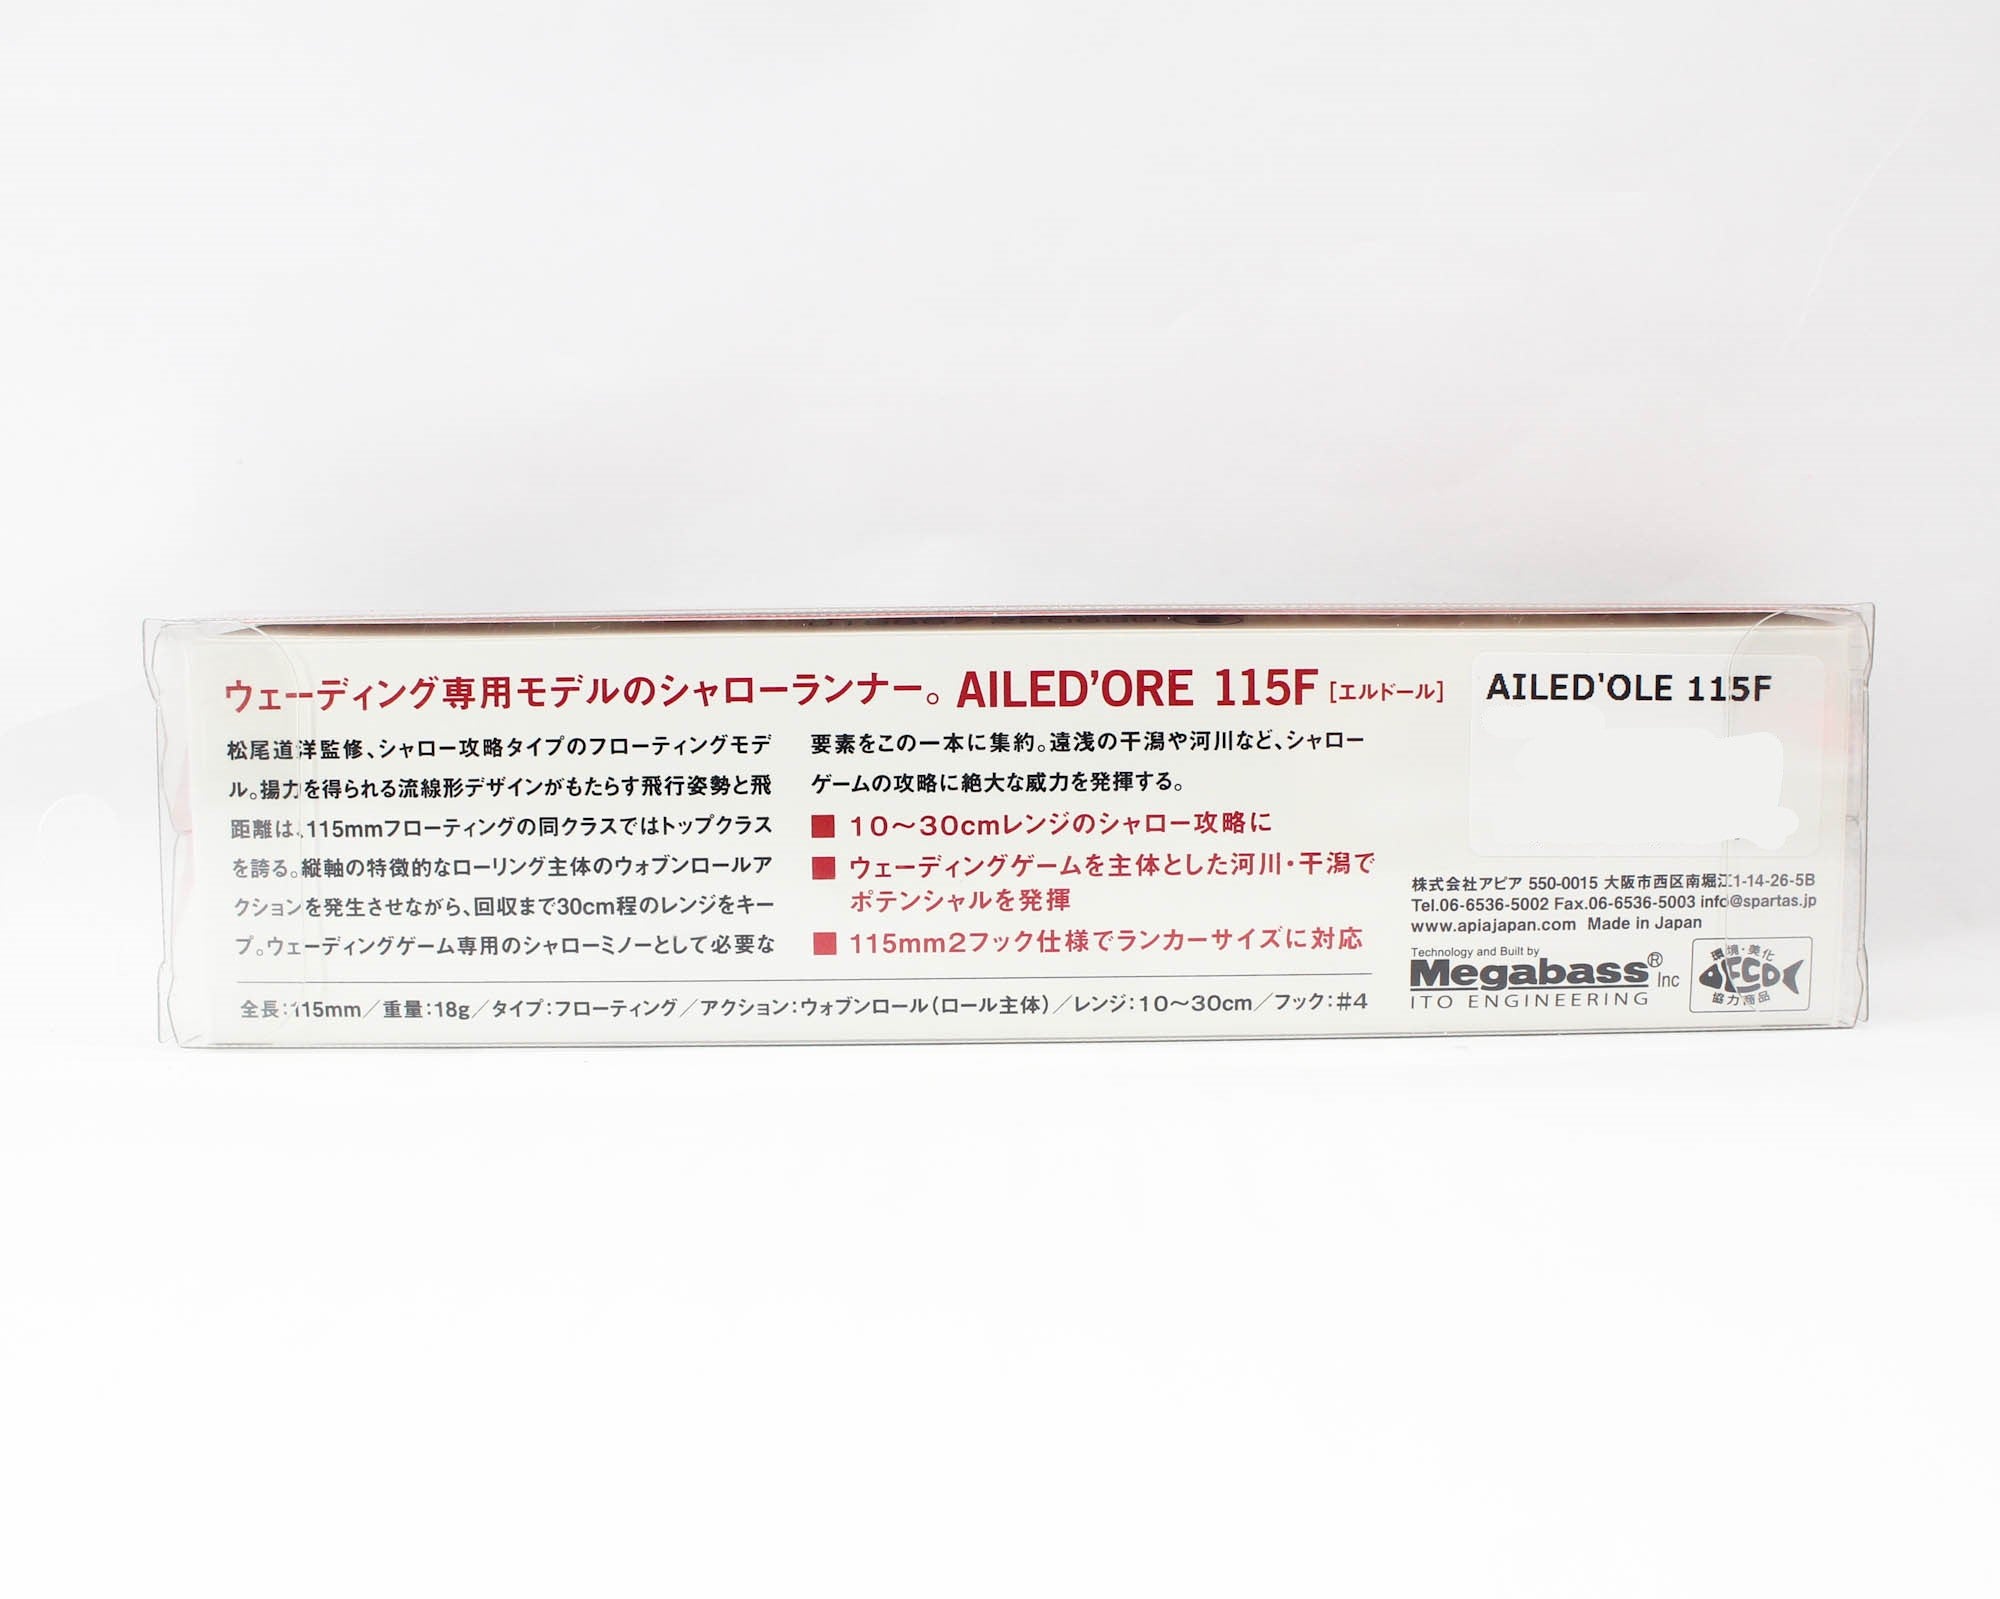 ウェーディング専用モデルのシャローランナー。AILED'ORE 115F [エルドール]
松尾道洋監修、シャロー攻略タイプのフローティングモデ
ル。揚力を得られる流線形デザインがもたらす飛行姿勢と飛
距離は、115mmフローティングの同クラスではトップクラス
を誇る。縦軸の特徴的なローリング主体のウォブンロールア
クションを発生させながら、回収まで30cm程のレンジをキー
プ。ウェーディングゲーム専用のシャローミノーとして必要な
要素をこの一本に集約。遠浅の干潟や河川など、シャロー
ゲームの攻略に絶大な威力を発揮する。
■ 10～30cmレンジのシャロー攻略に
■ ウェーディングゲームを主体とした河川・干潟で
ポテンシャルを発揮
■ 115mm2フック仕様でランカーサイズに対応
全長：115mm／重量：18g／タイプ：フローティング／アクション：ウォブンロール（ロール主体）／レンジ：10～30cm／フック：#4
AILED'OLE 115F
株式会社アピア 550-0015 大阪市西区南堀江1-14-26-5B
Tel.06-6536-5002 Fax.06-6536-5003 info@spartas.jp
www.apiajapan.com Made in Japan
Technology and Built by
Megabass® Inc
ITO ENGINEERING
環境・美化
ECO
協力商品